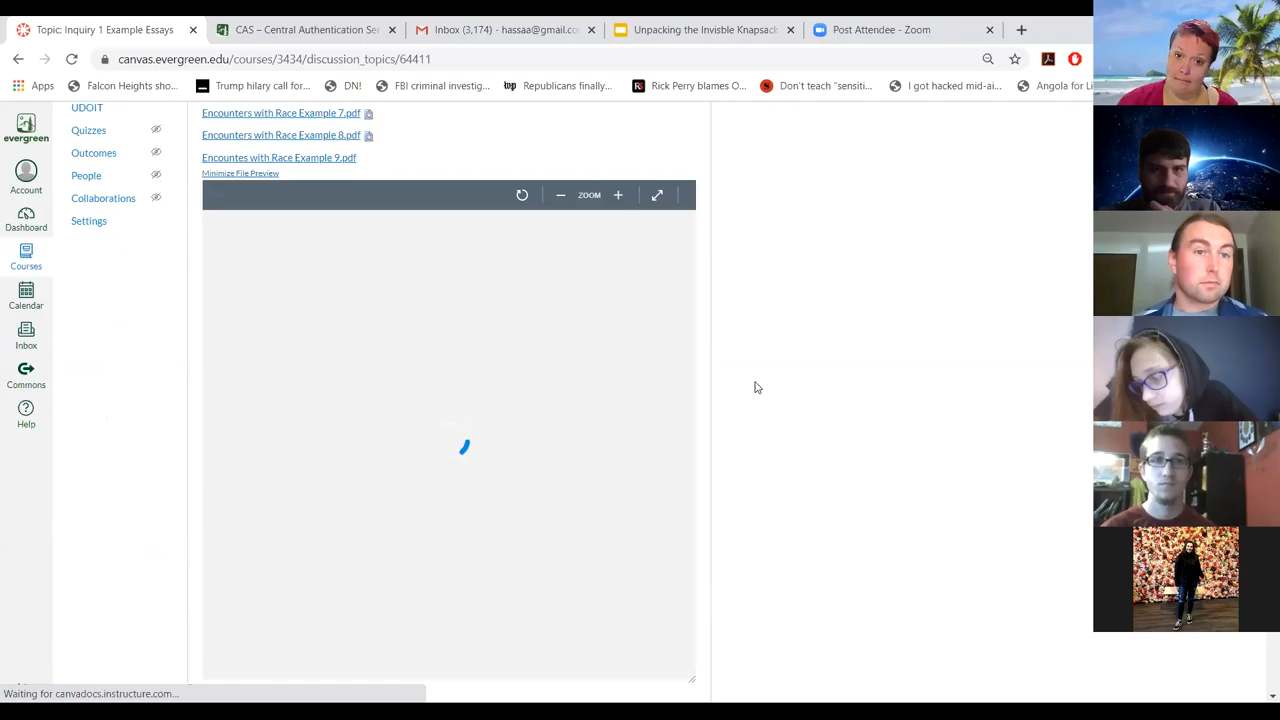 Topic: Inquiry 1 Example Essays
CAS – Central Authentication Ser
Inbox (3,174) - hassaa@gmail.co
Unpacking the Invisble Knapsack
Post Attendee - Zoom
canvas.evergreen.edu/courses/3434/discussion_topics/64411
Apps
Falcon Heights sho...
Trump hilary call for...
DN!
FBI criminal investig...
Republicans finally...
Rick Perry blames O...
Don't teach "sensiti...
I got hacked mid-ai...
Angola for Li
evergreen
Account
Dashboard
Courses
Calendar
Inbox
Commons
Help
UDOIT
Quizzes
Outcomes
People
Collaborations
Settings
Encounters with Race Example 7.pdf
Encounters with Race Example 8.pdf
Encountes with Race Example 9.pdf
Minimize File Preview
ZOOM
Waiting for canvadocs.instructure.com...